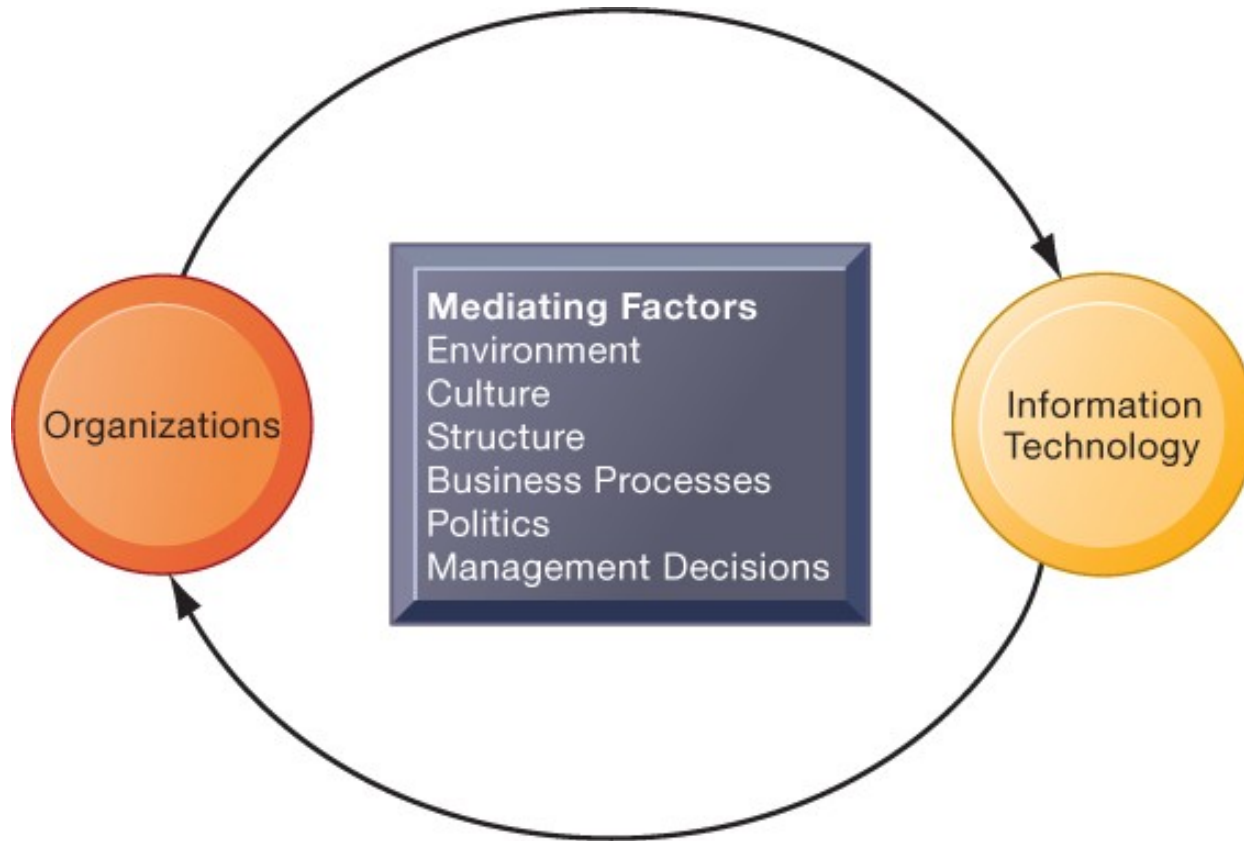 Organizations
Mediating Factors
Environment
Culture
Structure
Business Processes
Politics
Management Decisions
Information
Technology